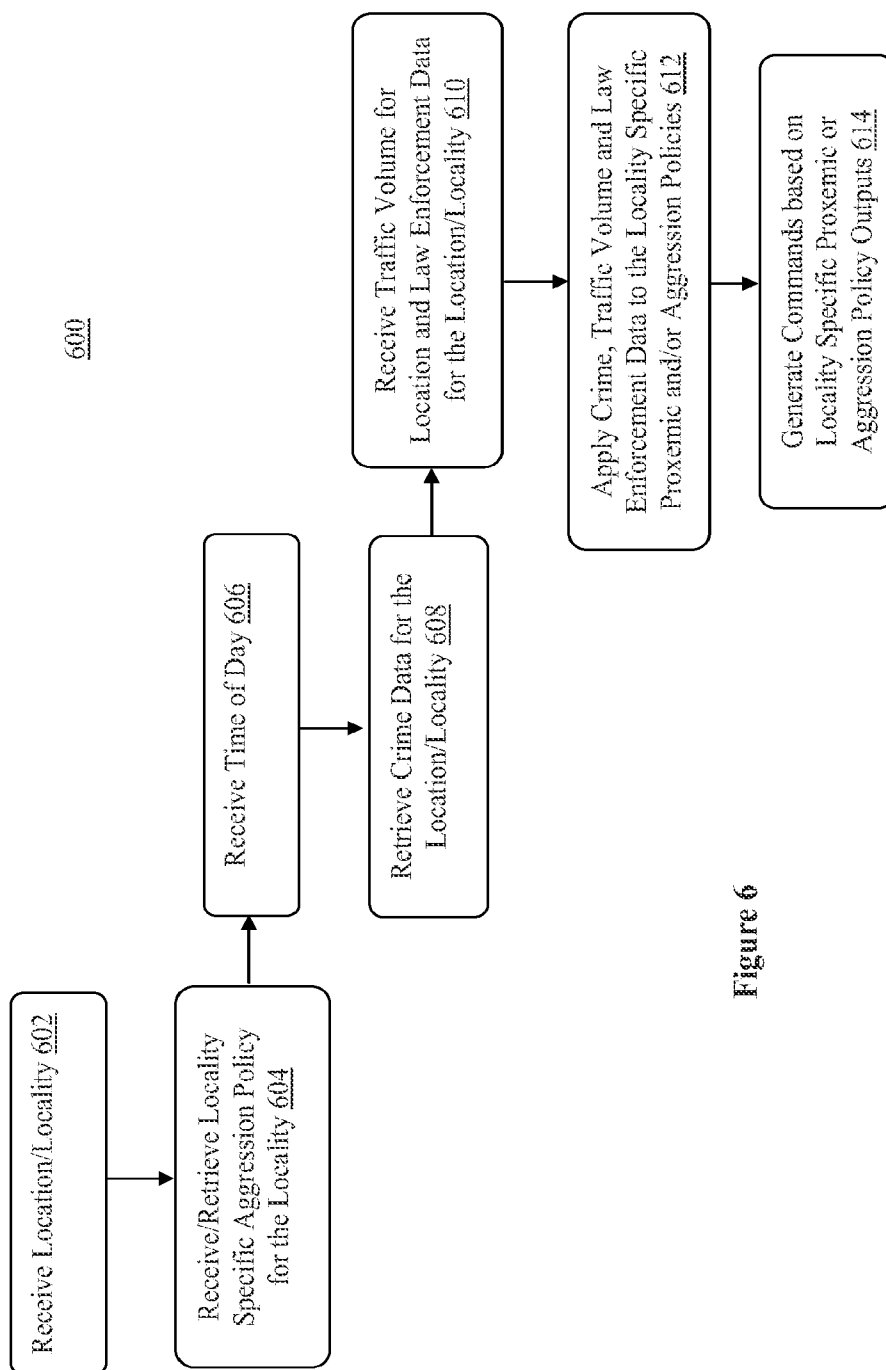 600
Receive Location/Locality 602
Receive/Retrieve Locality
Specific Aggression Policy
for the Locality 604
Receive Time of Day 606
Retrieve Crime Data for the
Location/Locality 608
Receive Traffic Volume for
Location and Law Enforcement Data
for the Location/Locality 610
Apply Crime, Traffic Volume and Law
Enforcement Data to the Locality Specific
Proxemic and/or Aggression Policies 612
Generate Commands based on
Locality Specific Proxemic or
Aggression Policy Outputs 614
Figure 6